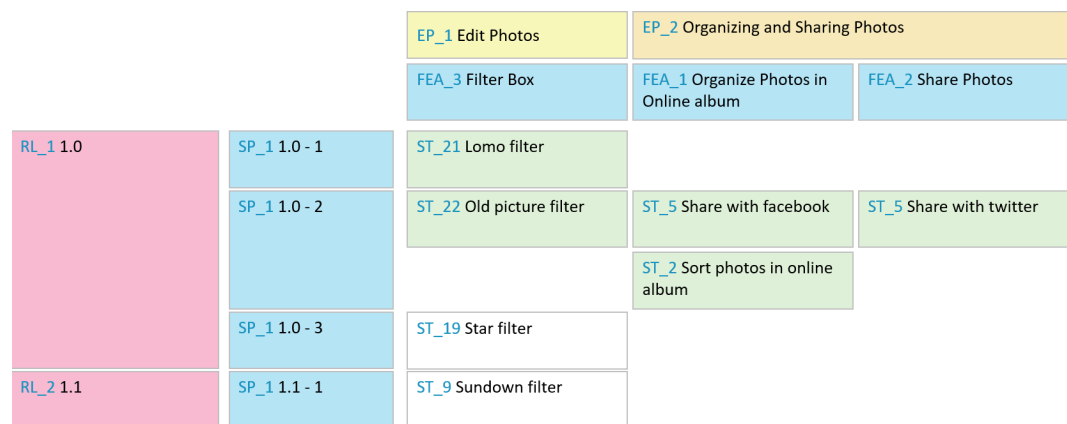 EP_1 Edit Photos
EP_2 Organizing and Sharing Photos
FEA_3 Filter Box
FEA_1 Organize Photos in
Online album
FEA_2 Share Photos
RL_1 1.0
SP_1 1.0 - 1
ST_21 Lomo filter
SP_1 1.0 - 2
ST_22 Old picture filter
ST_5 Share with facebook
ST_5 Share with twitter
ST_2 Sort photos in online
album
SP_1 1.0 - 3
ST_19 Star filter
RL_2 1.1
SP_1 1.1 - 1
ST_9 Sundown filter